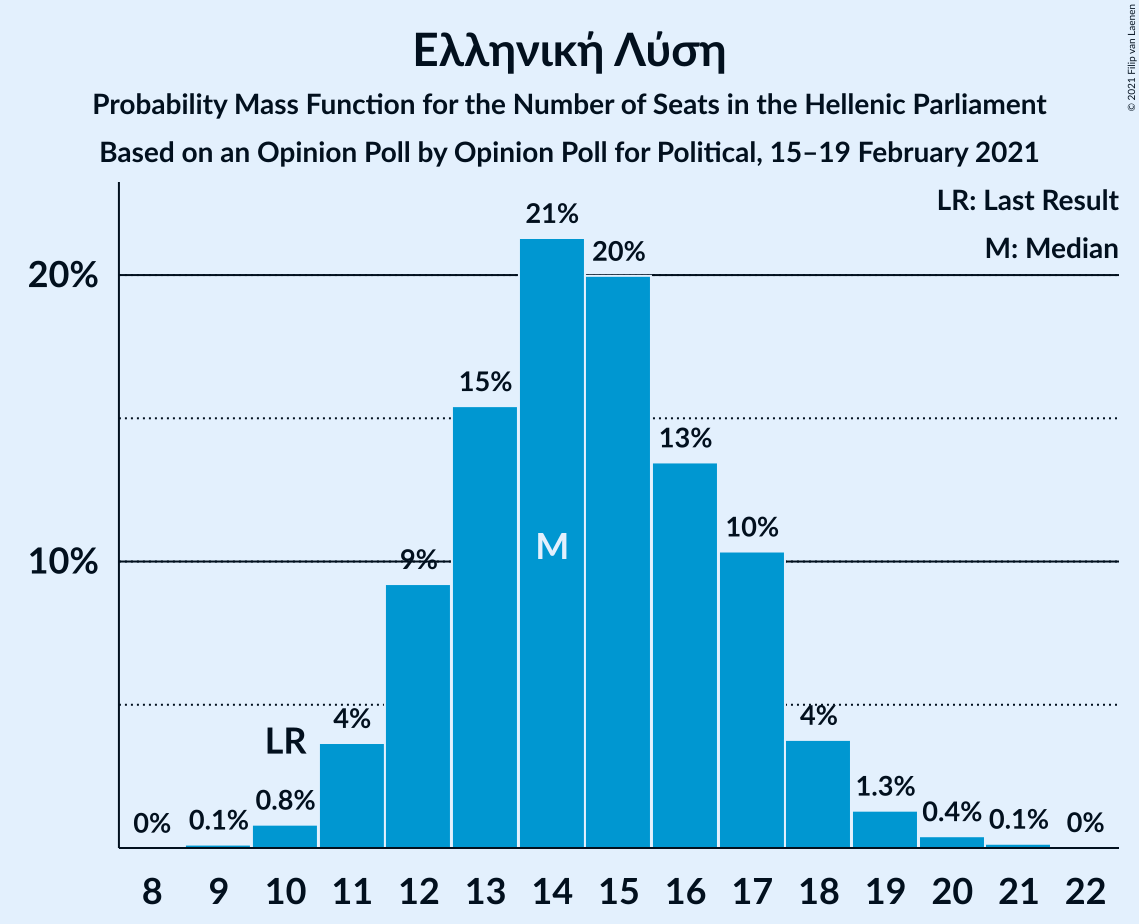 Ελληνική Λύση
Probability Mass Function for the Number of Seats in the Hellenic Parliament
Based on an Opinion Poll by Opinion Poll for Political, 15–19 February 2021
© 2021 Filip van Laenen
LR: Last Result
M: Median
20%
10%
0%
0.1%
0.8%
LR
4%
9%
15%
21%
M
20%
13%
10%
4%
1.3%
0.4%
0.1%
0%
8 9 10 11 12 13 14 15 16 17 18 19 20 21 22